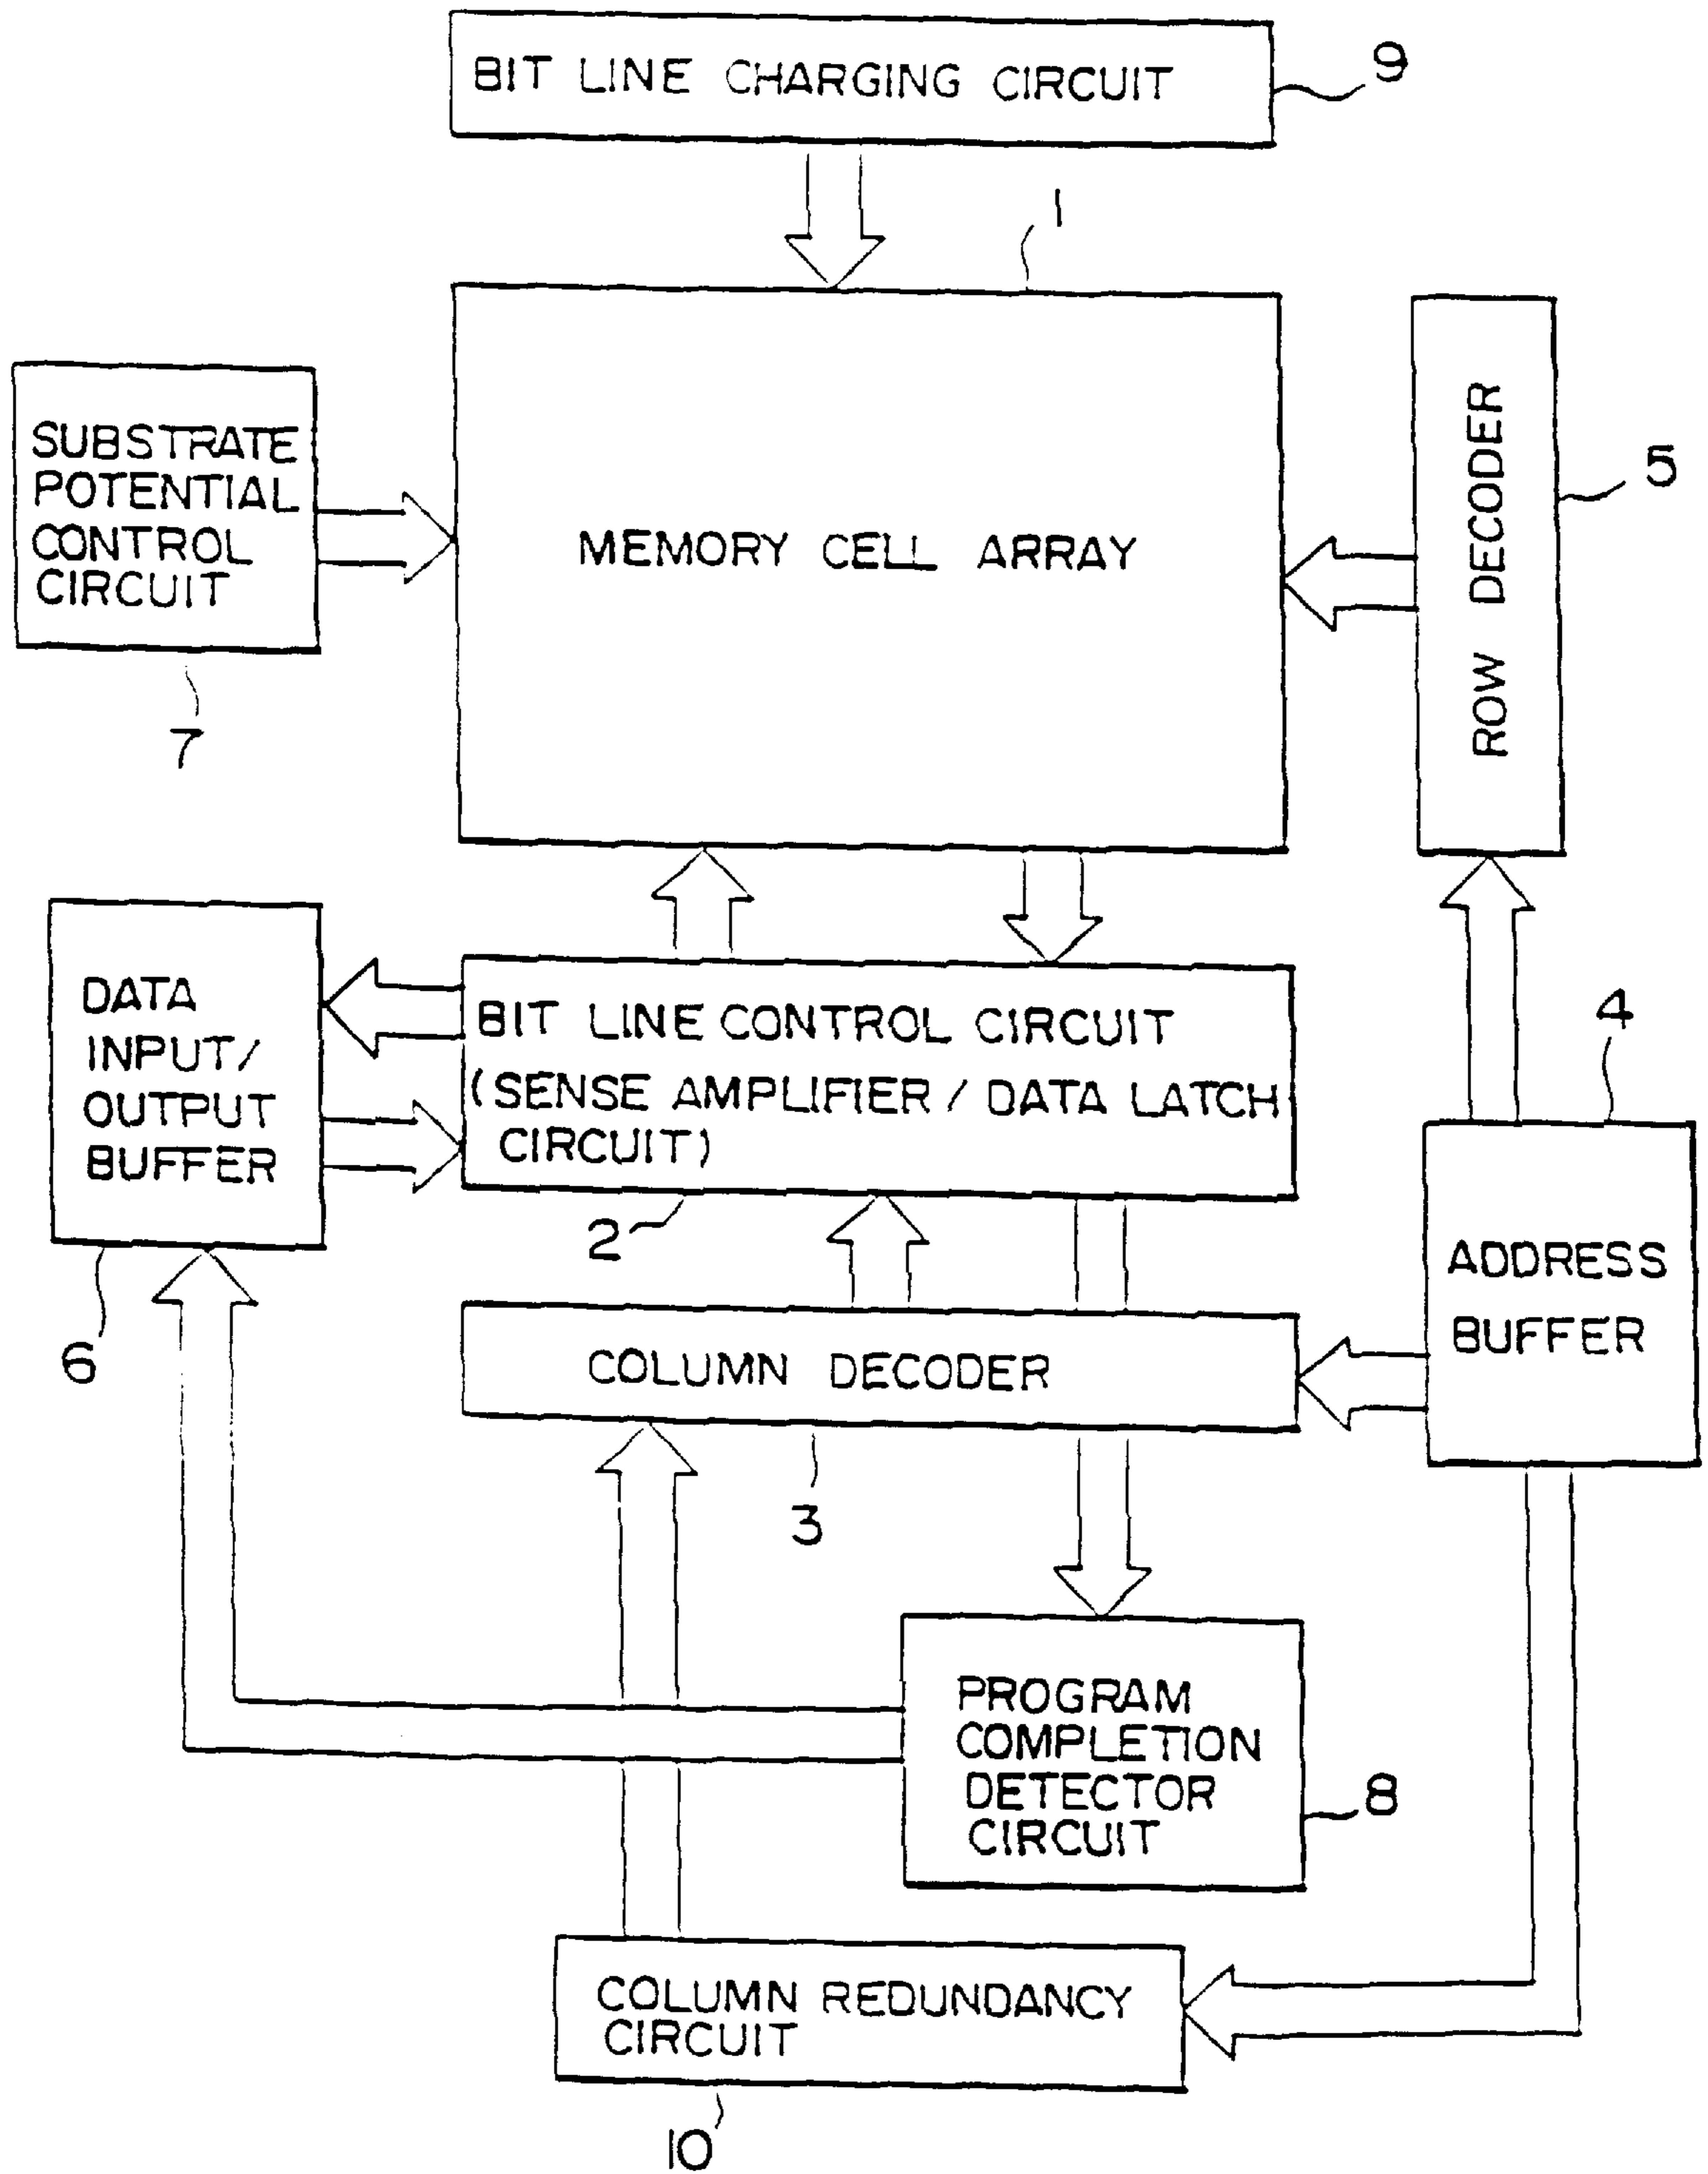 BIT LINE CHARGING CIRCUIT
9
1
SUBSTRATE
POTENTIAL
CONTROL
CIRCUIT
7
MEMORY CELL ARRAY
ROW DECODER
5
DATA
INPUT/
OUTPUT
BUFFER
6
BIT LINE CONTROL CIRCUIT
(SENSE AMPLIFIER / DATA LATCH
CIRCUIT)
2
4
ADDRESS
BUFFER
COLUMN DECODER
3
PROGRAM
COMPLETION
DETECTOR
CIRCUIT
8
COLUMN REDUNDANCY
CIRCUIT
10